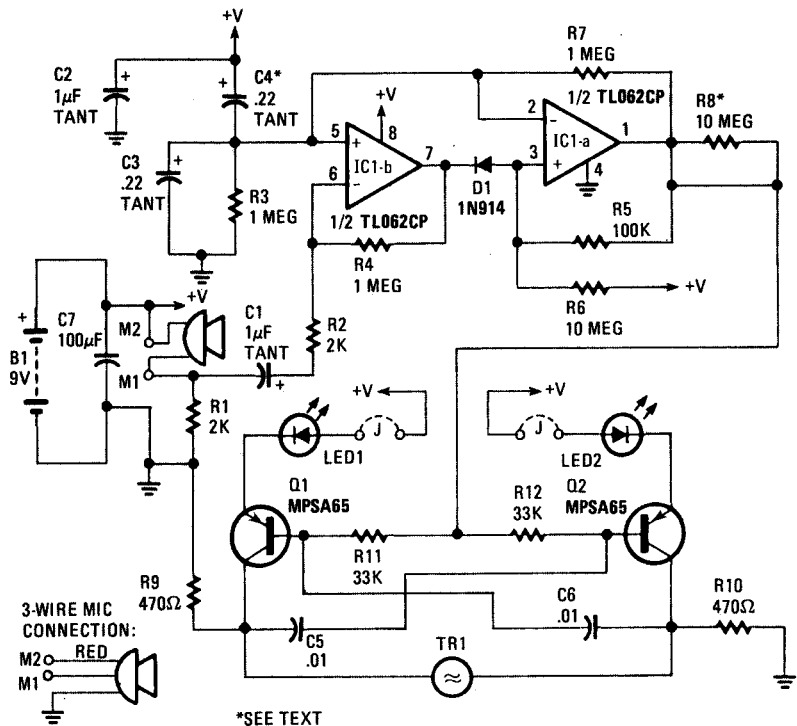 +V
C2
1µF
TANT
+
C4*
.22
TANT
+
C3
.22
TANT
+
R3
1 MEG
5
+
6
−
IC1-b
+V
8
7
1/2 TL062CP
R4
1 MEG
D1
1N914
R7
1 MEG
1/2 TL062CP
2
−
3
+
IC1-a
1
4
R8*
10 MEG
R5
100K
R6
10 MEG
+V
+
B1
9V
C7
100µF
+V
M2
M1
C1
1µF
TANT
+
R2
2K
R1
2K
+V
J
LED1
+V
J
LED2
Q1
MPSA65
R12
33K
Q2
MPSA65
R11
33K
R9
470Ω
C5
.01
C6
.01
R10
470Ω
TR1
≈
3-WIRE MIC
CONNECTION:
M2
RED
M1
*SEE TEXT